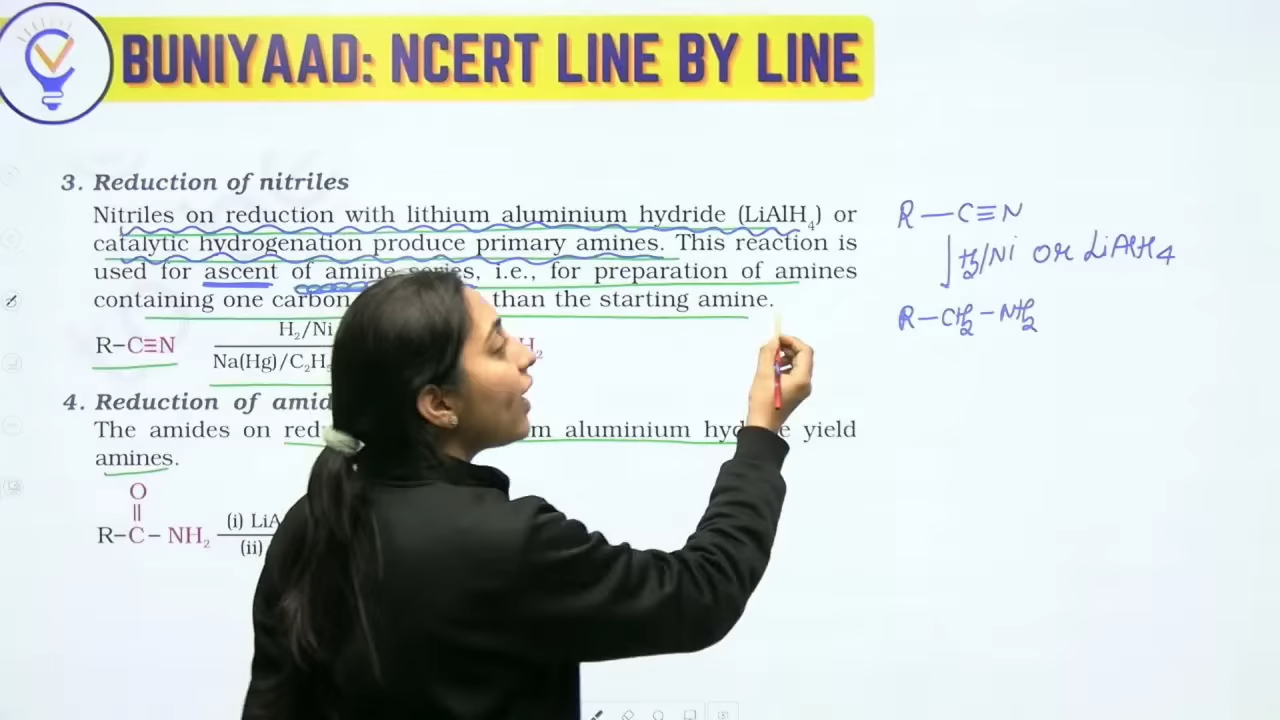 BUNIYAAD: NCERT LINE BY LINE
3. Reduction of nitriles
Nitriles on reduction with lithium aluminium hydride (LiAlH₄) or
catalytic hydrogenation produce primary amines. This reaction is
used for ascent of amine series, i.e., for preparation of amines
containing one carbon than the starting amine.
R–C≡N H₂/Ni
Na(Hg)/C₂H H₂
4. Reduction of amid
The amides on red m aluminium hyd e yield
amines.
O
R–C–NH₂ (i) LiA
(ii)
R–C≡N
H₂/Ni or LiAlH4
R–CH₂–NH₂